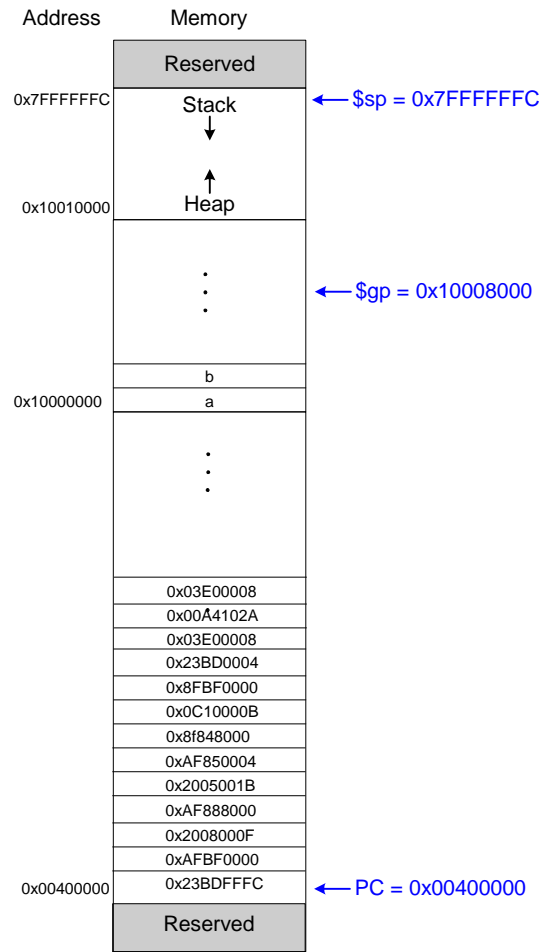 Address Memory
Reserved
0x7FFFFFFC Stack $sp = 0x7FFFFFFC
0x10010000 Heap
$gp = 0x10008000
b
0x10000000 a
0x03E00008
0x00A4102A
0x03E00008
0x23BD0004
0x8FBF0000
0x0C10000B
0x8f848000
0xAF850004
0x2005001B
0xAF888000
0x2008000F
0xAFBF0000
0x00400000 0x23BDFFFC PC = 0x00400000
Reserved